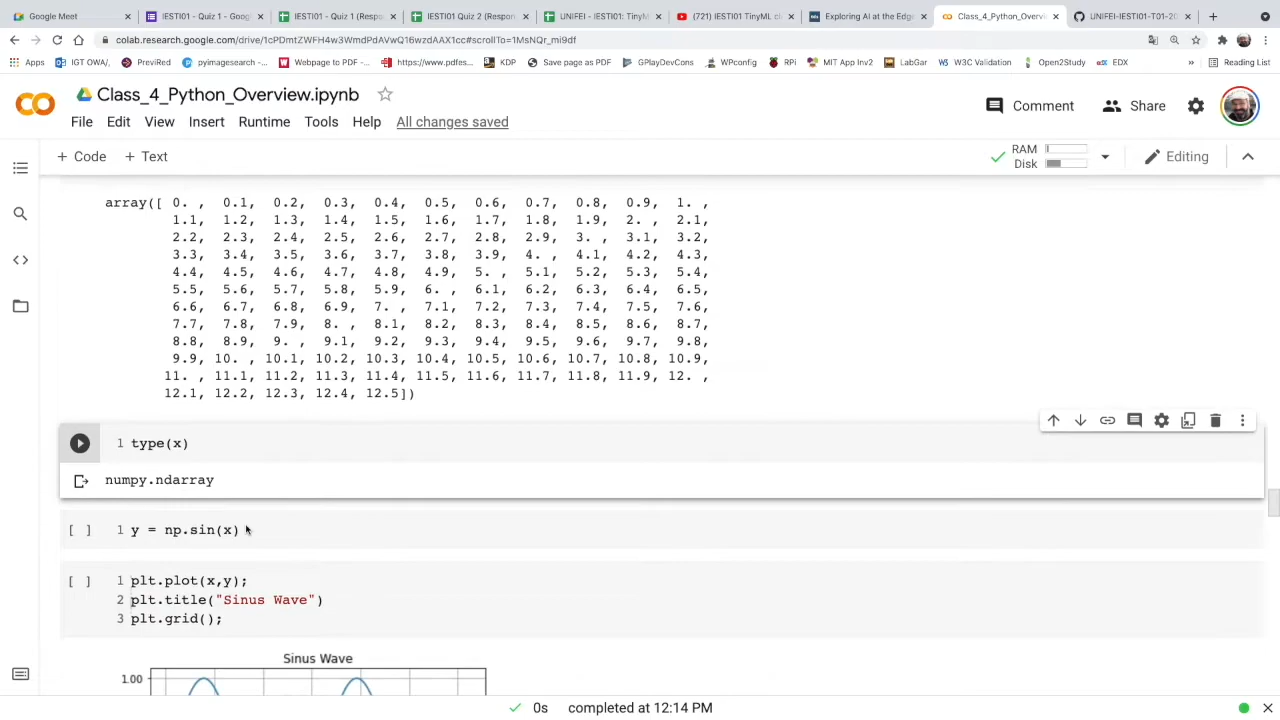 Google Meet
IESTI01 - Quiz 1 - Googl
IESTI01 - Quiz 1 (Respon
IESTI01 Quiz 2 (Respons
UNIFEI - IESTI01: TinyM
(721) IESTI01 TinyML cl
Exploring AI at the Edge
Class_4_Python_Overview
UNIFEI-IESTI01-T01-20
colab.research.google.com/drive/1cPDmtZWFH4w3WmdPdAVwQ16wzdAAX1cc#scrollTo=1MsNQr_mi9df
Apps
IGT OWA/,
PreviRed
pyimagesearch -...
Webpage to PDF -...
https://www.pdfes...
KDP
Save page as PDF
GPlayDevCons
WPconfig
RPi
MIT App Inv2
LabGar
W3C Validation
Open2Study
EDX
»
Reading List
CO
Class_4_Python_Overview.ipynb
Comment
Share
File Edit View Insert Runtime Tools Help All changes saved
+ Code + Text
RAM
Disk
Editing
array([ 0. , 0.1, 0.2, 0.3, 0.4, 0.5, 0.6, 0.7, 0.8, 0.9, 1. ,
1.1, 1.2, 1.3, 1.4, 1.5, 1.6, 1.7, 1.8, 1.9, 2. , 2.1,
2.2, 2.3, 2.4, 2.5, 2.6, 2.7, 2.8, 2.9, 3. , 3.1, 3.2,
3.3, 3.4, 3.5, 3.6, 3.7, 3.8, 3.9, 4. , 4.1, 4.2, 4.3,
4.4, 4.5, 4.6, 4.7, 4.8, 4.9, 5. , 5.1, 5.2, 5.3, 5.4,
5.5, 5.6, 5.7, 5.8, 5.9, 6. , 6.1, 6.2, 6.3, 6.4, 6.5,
6.6, 6.7, 6.8, 6.9, 7. , 7.1, 7.2, 7.3, 7.4, 7.5, 7.6,
7.7, 7.8, 7.9, 8. , 8.1, 8.2, 8.3, 8.4, 8.5, 8.6, 8.7,
8.8, 8.9, 9. , 9.1, 9.2, 9.3, 9.4, 9.5, 9.6, 9.7, 9.8,
9.9, 10. , 10.1, 10.2, 10.3, 10.4, 10.5, 10.6, 10.7, 10.8, 10.9,
11. , 11.1, 11.2, 11.3, 11.4, 11.5, 11.6, 11.7, 11.8, 11.9, 12. ,
12.1, 12.2, 12.3, 12.4, 12.5])
1 type(x)
numpy.ndarray
[ ] 1 y = np.sin(x)
[ ] 1 plt.plot(x,y);
2 plt.title("Sinus Wave")
3 plt.grid();
Sinus Wave
1.00
0s completed at 12:14 PM